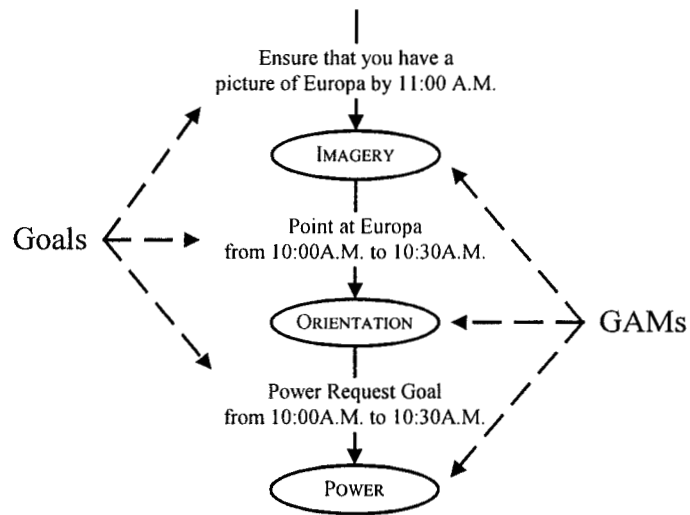 Ensure that you have a
picture of Europa by 11:00 A.M.
IMAGERY
Goals
Point at Europa
from 10:00A.M. to 10:30A.M.
ORIENTATION
GAMs
Power Request Goal
from 10:00A.M. to 10:30A.M.
POWER